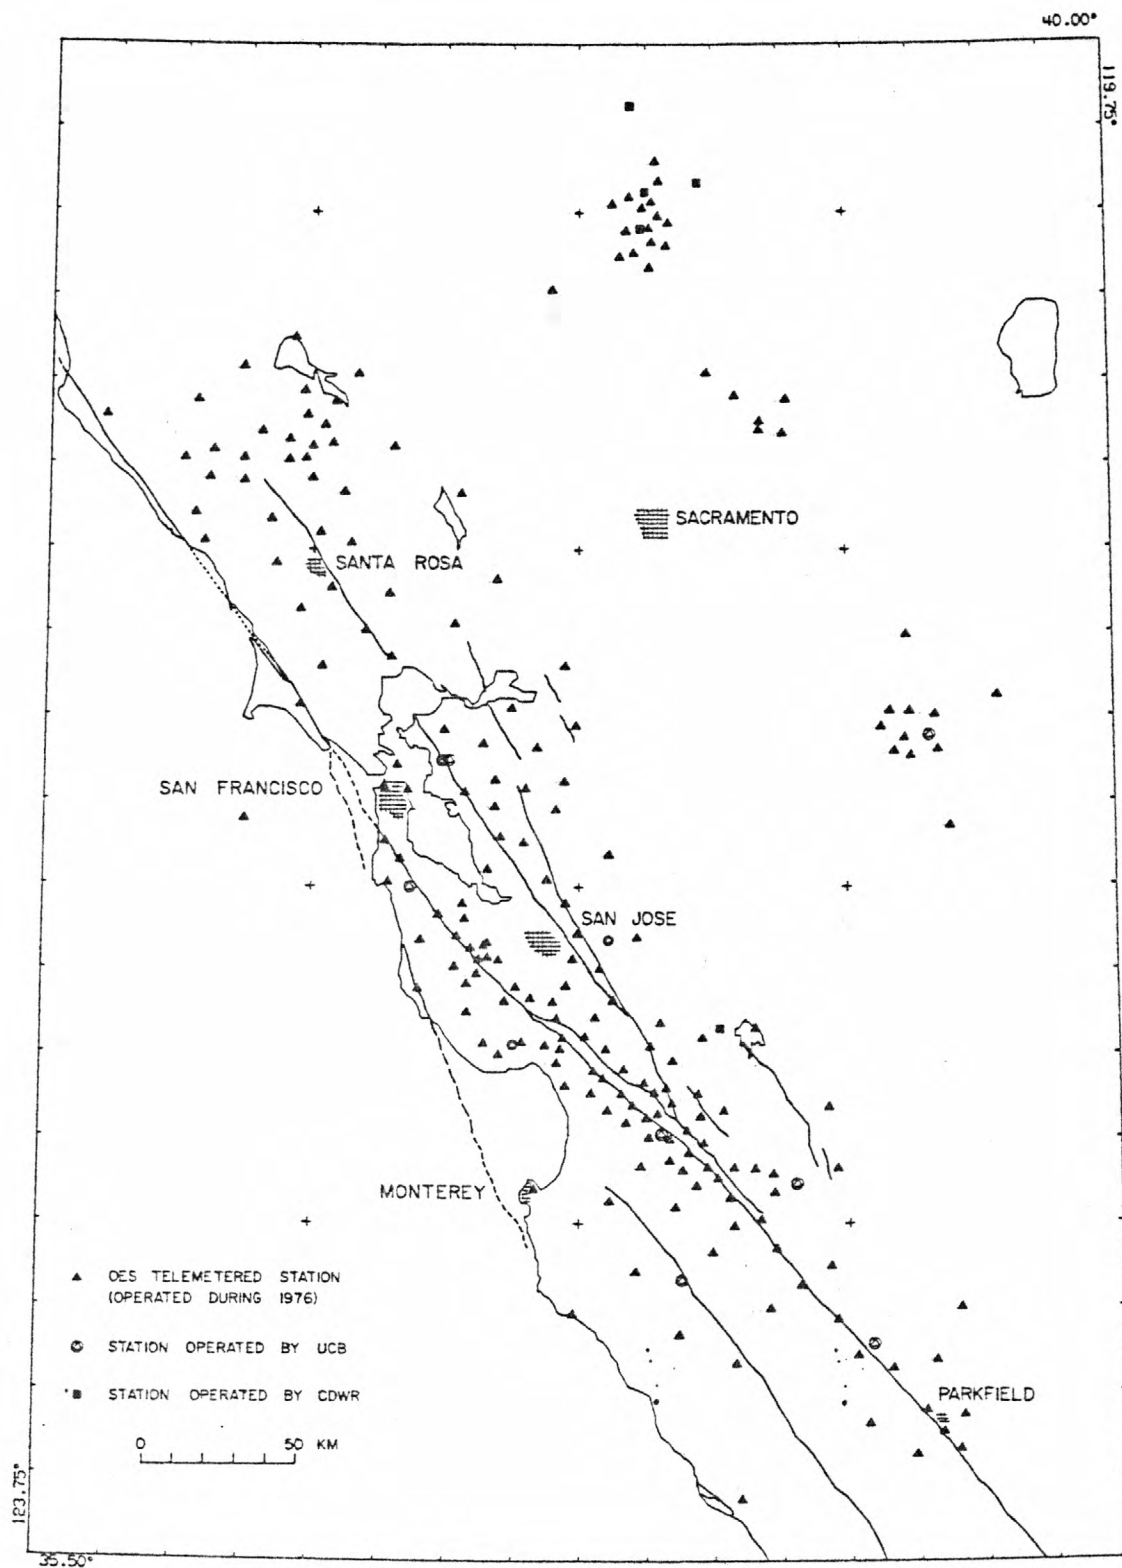 40.00°
119.75°
SACRAMENTO
SANTA ROSA
SAN FRANCISCO
SAN JOSE
MONTEREY
OES TELEMETERED STATION
(OPERATED DURING 1976)
STATION OPERATED BY UCB
STATION OPERATED BY CDWR
PARKFIELD
0 50 KM
123.75°
35.50°